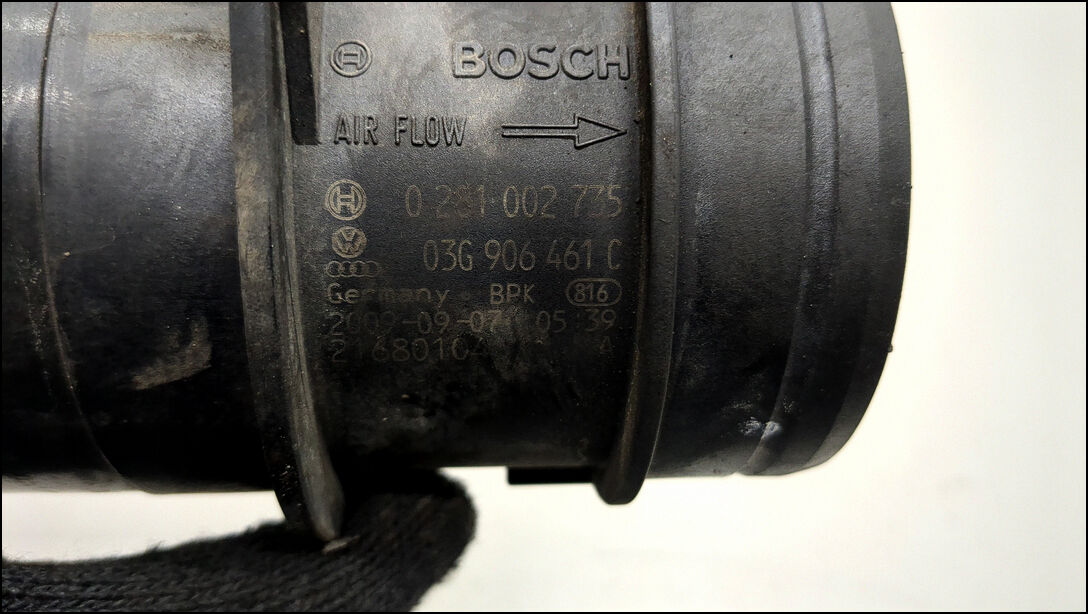 BOSCH
AIR FLOW
0 281 002 735
03G 906 461 C
Germany BPK 816
2009-09-07 05:39